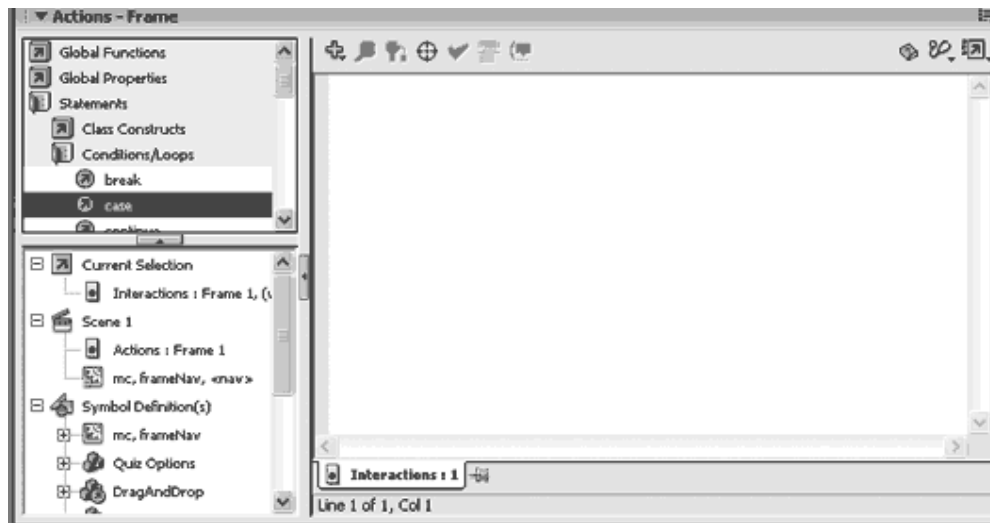 Actions - Frame
Global Functions
Global Properties
Statements
Class Constructs
Conditions/Loops
break
case
continue
Current Selection
Interactions : Frame 1, (
Scene 1
Actions : Frame 1
mc, frameNav, <nav>
Symbol Definition(s)
mc, frameNav
Quiz Options
DragAndDrop
Interactions : 1
Line 1 of 1, Col 1